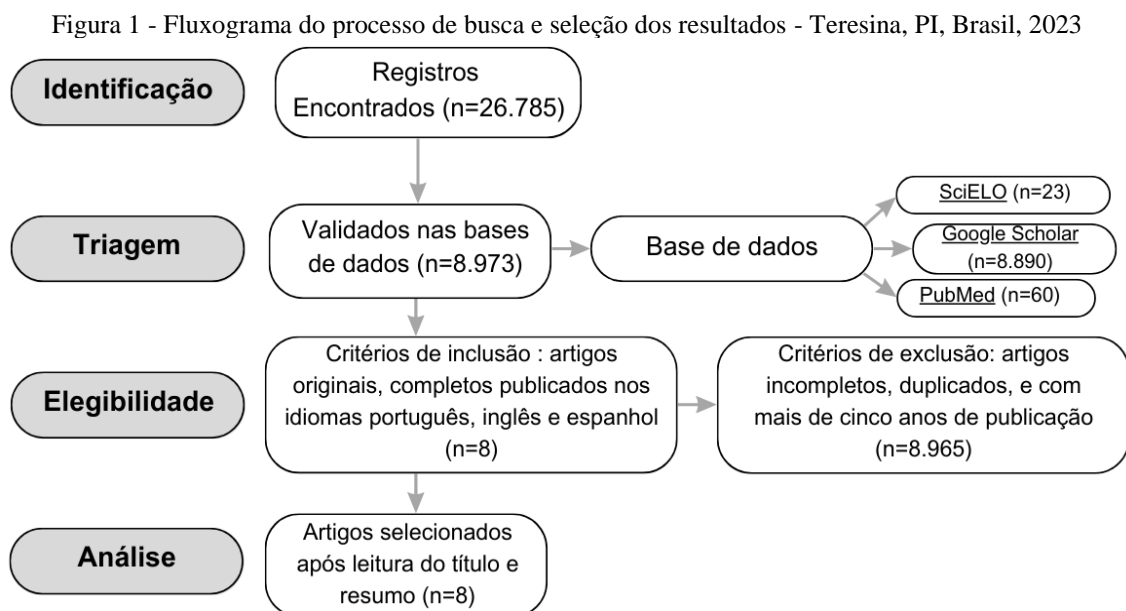 Figura 1 - Fluxograma do processo de busca e seleção dos resultados - Teresina, PI, Brasil, 2023
Identificação
Registros
Encontrados (n=26.785)
Triagem
Validados nas bases
de dados (n=8.973)
Base de dados
SciELO (n=23)
Google Scholar
(n=8.890)
PubMed (n=60)
Elegibilidade
Critérios de inclusão : artigos
originais, completos publicados nos
idiomas português, inglês e espanhol
(n=8)
Critérios de exclusão: artigos
incompletos, duplicados, e com
mais de cinco anos de publicação
(n=8.965)
Análise
Artigos selecionados
após leitura do título e
resumo (n=8)